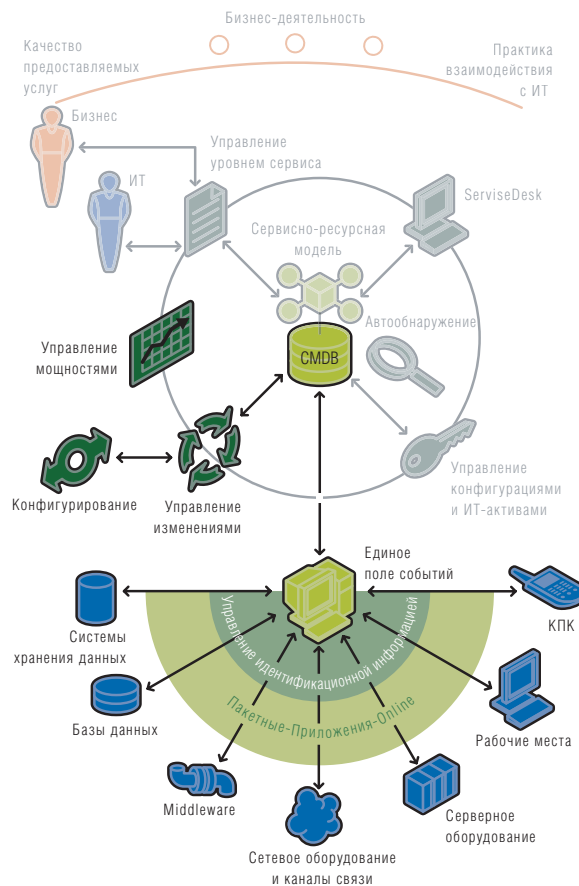 Бизнес-деятельность
Качество
предоставляемых
услуг
Практика
взаимодействия
с ИТ
Бизнес
Управление
уровнем сервиса
ИТ
ServiseDesk
Сервисно-ресурсная
модель
Автообнаружение
Управление
мощностями
CMDB
Управление
конфигурациями
и ИТ-активами
Конфигурирование
Управление
изменениями
Единое
поле событий
КПК
Системы
хранения данных
Управление идентификационной информацией
Пакетные-Приложения-Online
Базы данных
Рабочие места
Middleware
Серверное
оборудование
Сетевое оборудование
и каналы связи